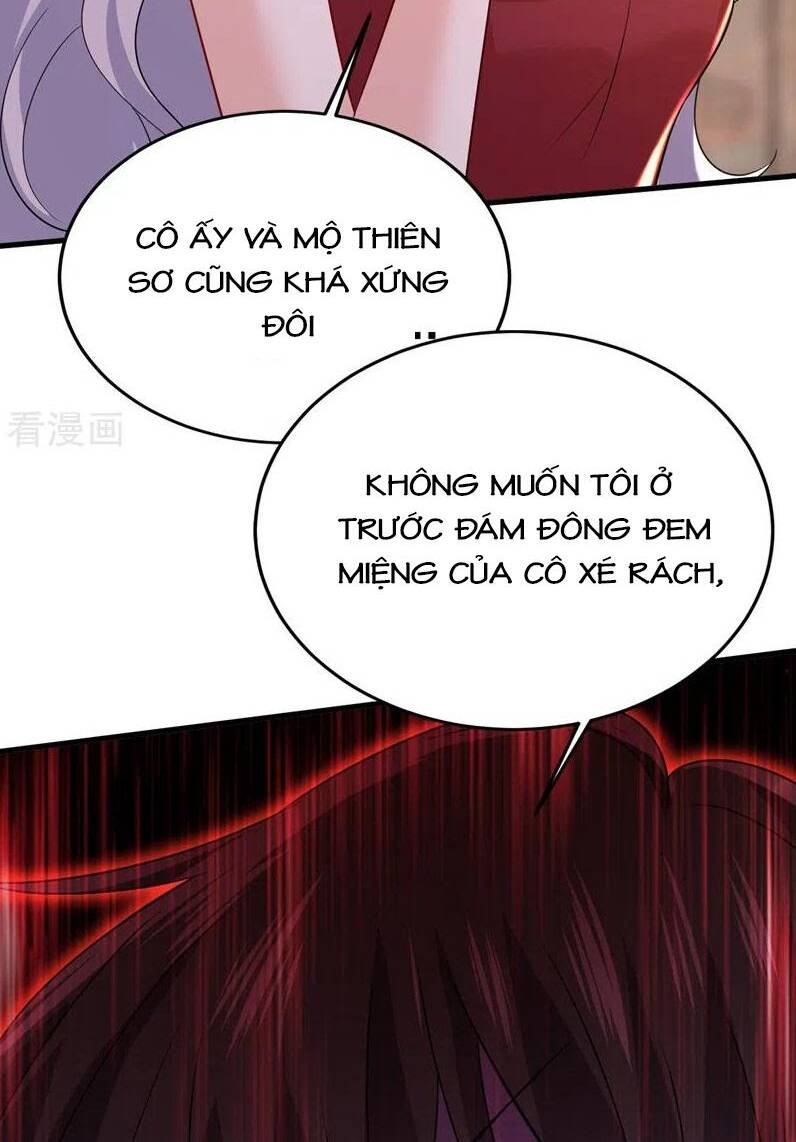 CÔ ẤY VÀ MỘ THIÊN
SƠ CŨNG KHÁ XỨNG
ĐÔI
..
看漫画
KHÔNG MUỐN TÔI Ở
TRƯỚC ĐÁM ĐÔNG ĐEM
MIỆNG CỦA CÔ XÉ RÁCH,